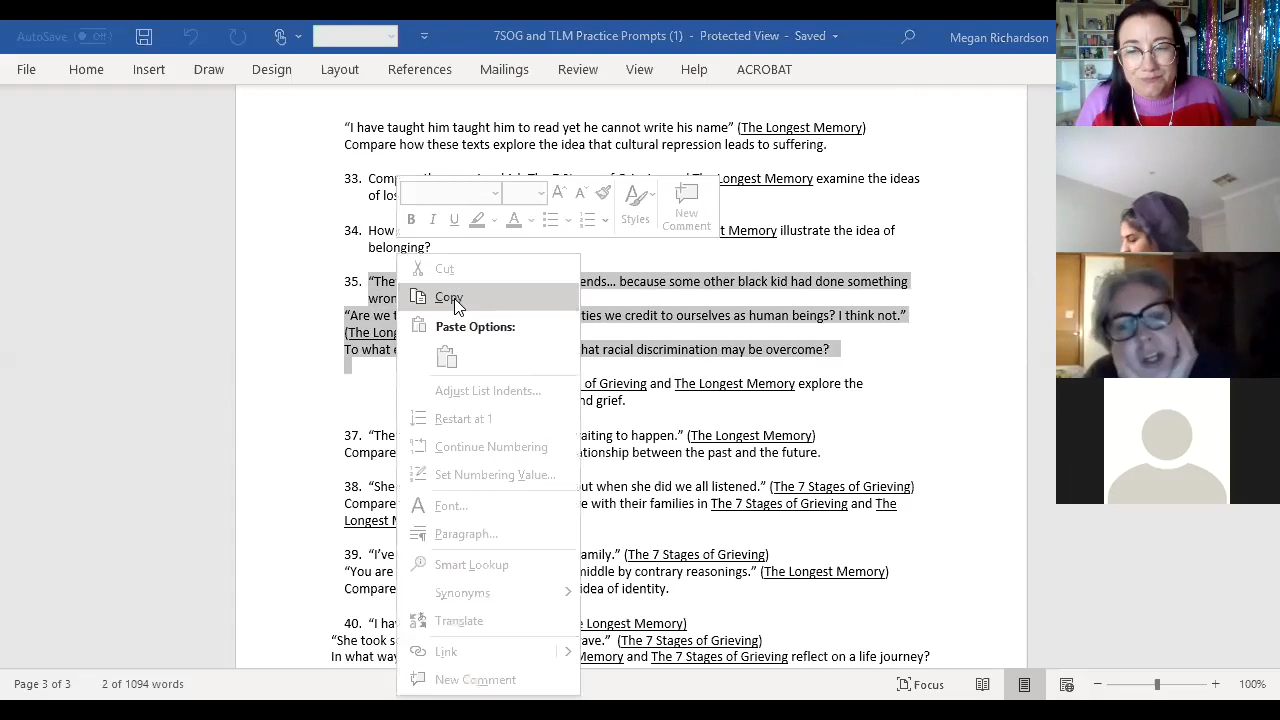 AutoSave Off
7SOG and TLM Practice Prompts (1) - Protected View - Saved
Megan Richardson
File Home Insert Draw Design Layout References Mailings Review View Help ACROBAT
“I have taught him taught him to read yet he cannot write his name” (The Longest Memory)
Compare how these texts explore the idea that cultural repression leads to suffering.
33. Longest Memory examine the ideas
of
34. How Memory illustrate the idea of
belonging?
35. ends… because some other black kid had done something
“Are we ties we credit to ourselves as human beings? I think not.”
To what hat racial discrimination may be overcome?
of Grieving and The Longest Memory explore the
nd grief.
37. aiting to happen.” (The Longest Memory)
Compare ationship between the past and the future.
38. “She ut when she did we all listened.” (The 7 Stages of Grieving)
Compare e with their families in The 7 Stages of Grieving and The
Longest
39. “I’ve amily.” (The 7 Stages of Grieving)
“You are middle by contrary reasonings.” (The Longest Memory)
Compare idea of identity.
40. Longest Memory)
“She took ave.” (The 7 Stages of Grieving)
In what Memory and The 7 Stages of Grieving reflect on a life journey?
B I U A
Styles
New
Comment
Cut
Copy
Paste Options:
Adjust List Indents...
Restart at 1
Continue Numbering
Set Numbering Value...
Font...
Paragraph...
Smart Lookup
Synonyms
Translate
Link
New Comment
Page 3 of 3 2 of 1094 words Focus 100%